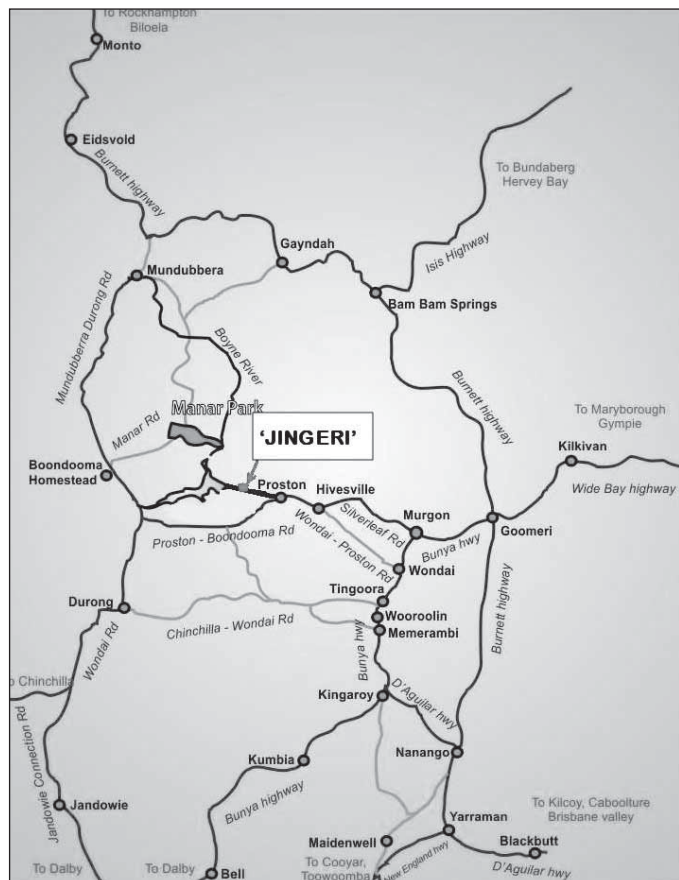 To Rockhampton
Biloela
Monto
Eidsvold
Burnett highway
To Bundaberg
Hervey Bay
Gayndah
Isis Highway
Mundubbera
Bam Bam Springs
Mundubberra Durong Rd
Boyne River
Burnett highway
Manar Park
Manar Rd
'JINGERI'
To Maryborough
Gympie
Kilkivan
Boondooma
Homestead
Wide Bay highway
Proston
Hivesville
Silverleaf Rd
Murgon
Goomeri
Bunya hwy
Proston - Boondooma Rd
Wondai - Proston Rd
Wondai
Tingoora
Durong
Wooroolin
Chinchilla - Wondai Rd
Memerambi
Burnett highway
Wondai Rd
Bunya hwy
To Chinchilla
Kingaroy
D'Aguilar hwy
Jandowie Connection Rd
Nanango
Kumbia
Bunya highway
Jandowie
To Kilcoy, Caboolture
Brisbane valley
Yarraman
Maidenwell
Blackbutt
To Dalby
To Dalby
Bell
To Cooyar,
Toowoomba
New England hwy
D'Aguilar hwy